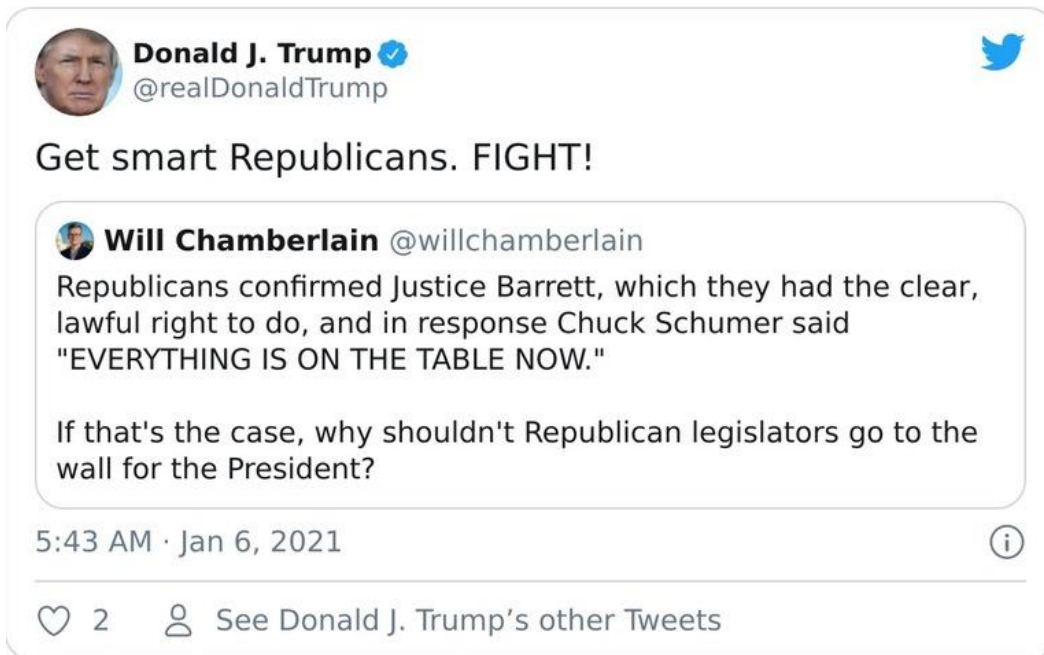 Donald J. Trump
@realDonaldTrump
Get smart Republicans. FIGHT!
Will Chamberlain @willchamberlain
Republicans confirmed Justice Barrett, which they had the clear,
lawful right to do, and in response Chuck Schumer said
"EVERYTHING IS ON THE TABLE NOW."
If that's the case, why shouldn't Republican legislators go to the
wall for the President?
5:43 AM · Jan 6, 2021
2 See Donald J. Trump’s other Tweets